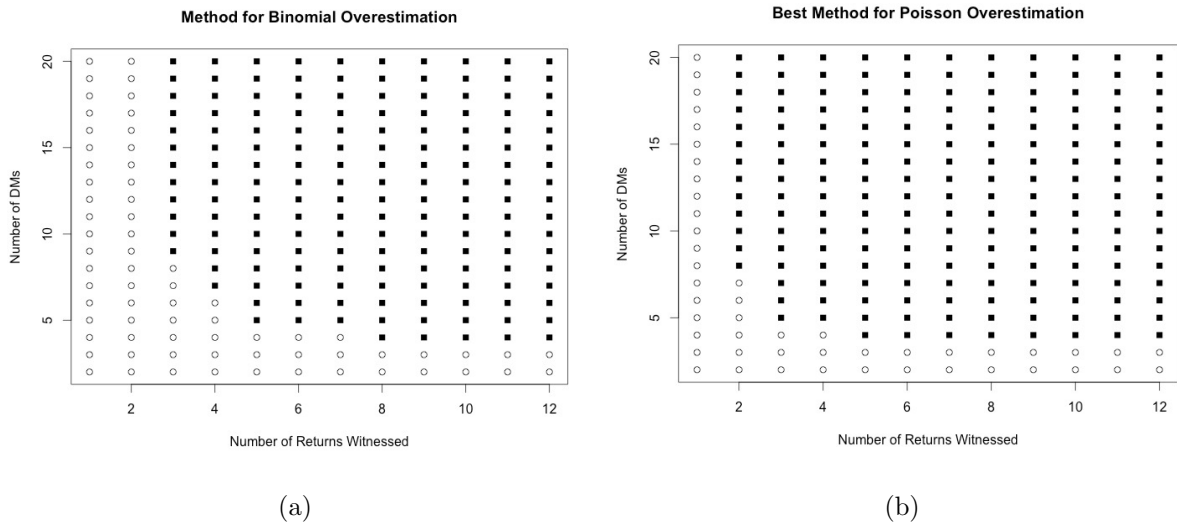 Method for Binomial Overestimation
Number of DMs
20
15
10
5
2 4 6 8 10 12
Number of Returns Witnessed
(a)
Best Method for Poisson Overestimation
Number of DMs
20
15
10
5
2 4 6 8 10 12
Number of Returns Witnessed
(b)